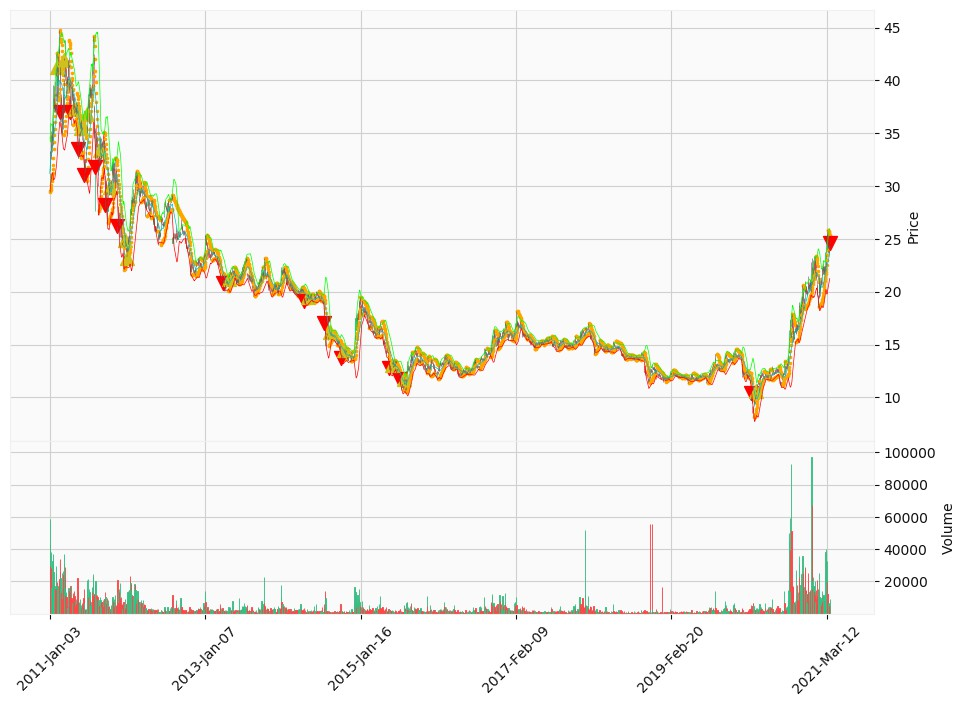 45
40
35
30
25
20
15
10
Price
100000
80000
60000
40000
20000
Volume
2011-Jan-03
2013-Jan-07
2015-Jan-16
2017-Feb-09
2019-Feb-20
2021-Mar-12